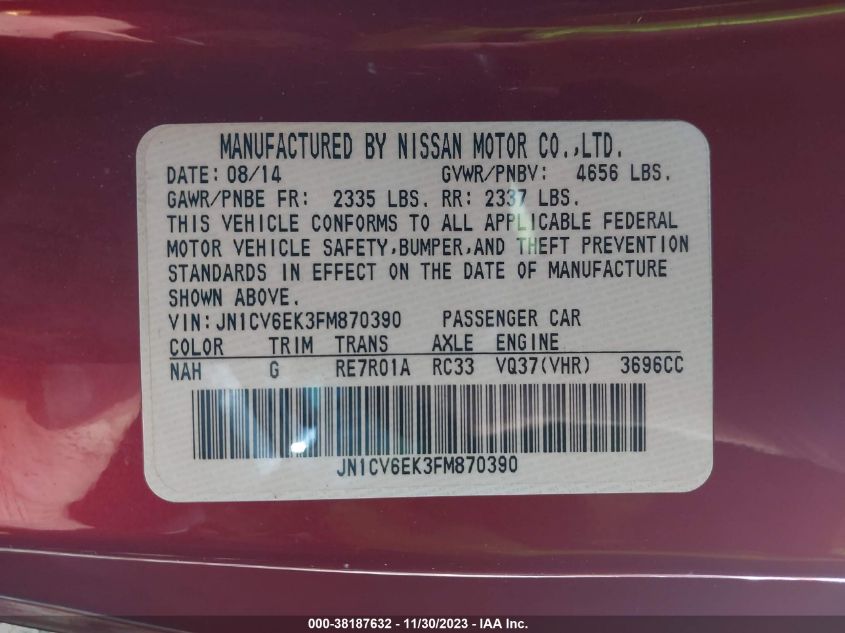 MANUFACTURED BY NISSAN MOTOR CO.,LTD.
DATE: 08/14 GVWR/PNBV: 4656 LBS.
GAWR/PNBE FR: 2335 LBS. RR: 2337 LBS.
THIS VEHICLE CONFORMS TO ALL APPLICABLE FEDERAL
MOTOR VEHICLE SAFETY,BUMPER,AND THEFT PREVENTION
STANDARDS IN EFFECT ON THE DATE OF MANUFACTURE
SHOWN ABOVE.
VIN:JN1CV6EK3FM870390 PASSENGER CAR
COLOR TRIM TRANS AXLE ENGINE
NAH G RE7R01A RC33 VQ37(VHR) 3696CC
JN1CV6EK3FM870390
000-38187632 - 11/30/2023 - IAA Inc.